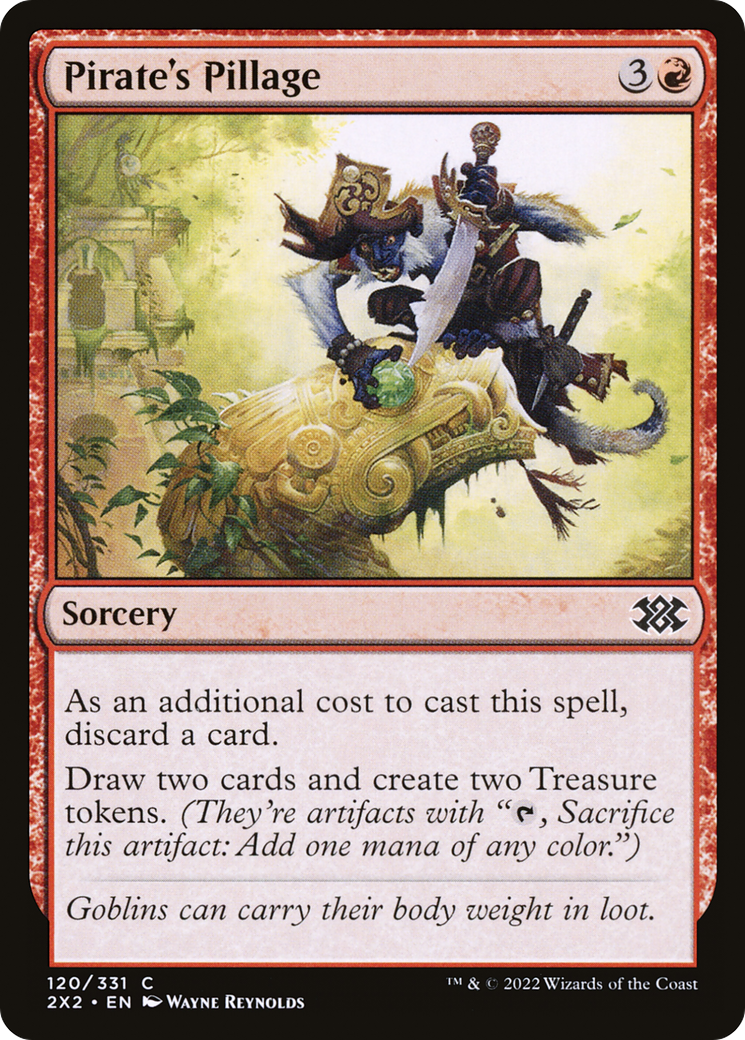 Pirate's Pillage
3
Sorcery
As an additional cost to cast this spell,
discard a card.
Draw two cards and create two Treasure
tokens. (They're artifacts with “, Sacrifice
this artifact: Add one mana of any color.”)
Goblins can carry their body weight in loot.
120/331 C
2X2 • EN Wayne Reynolds
™ & © 2022 Wizards of the Coast